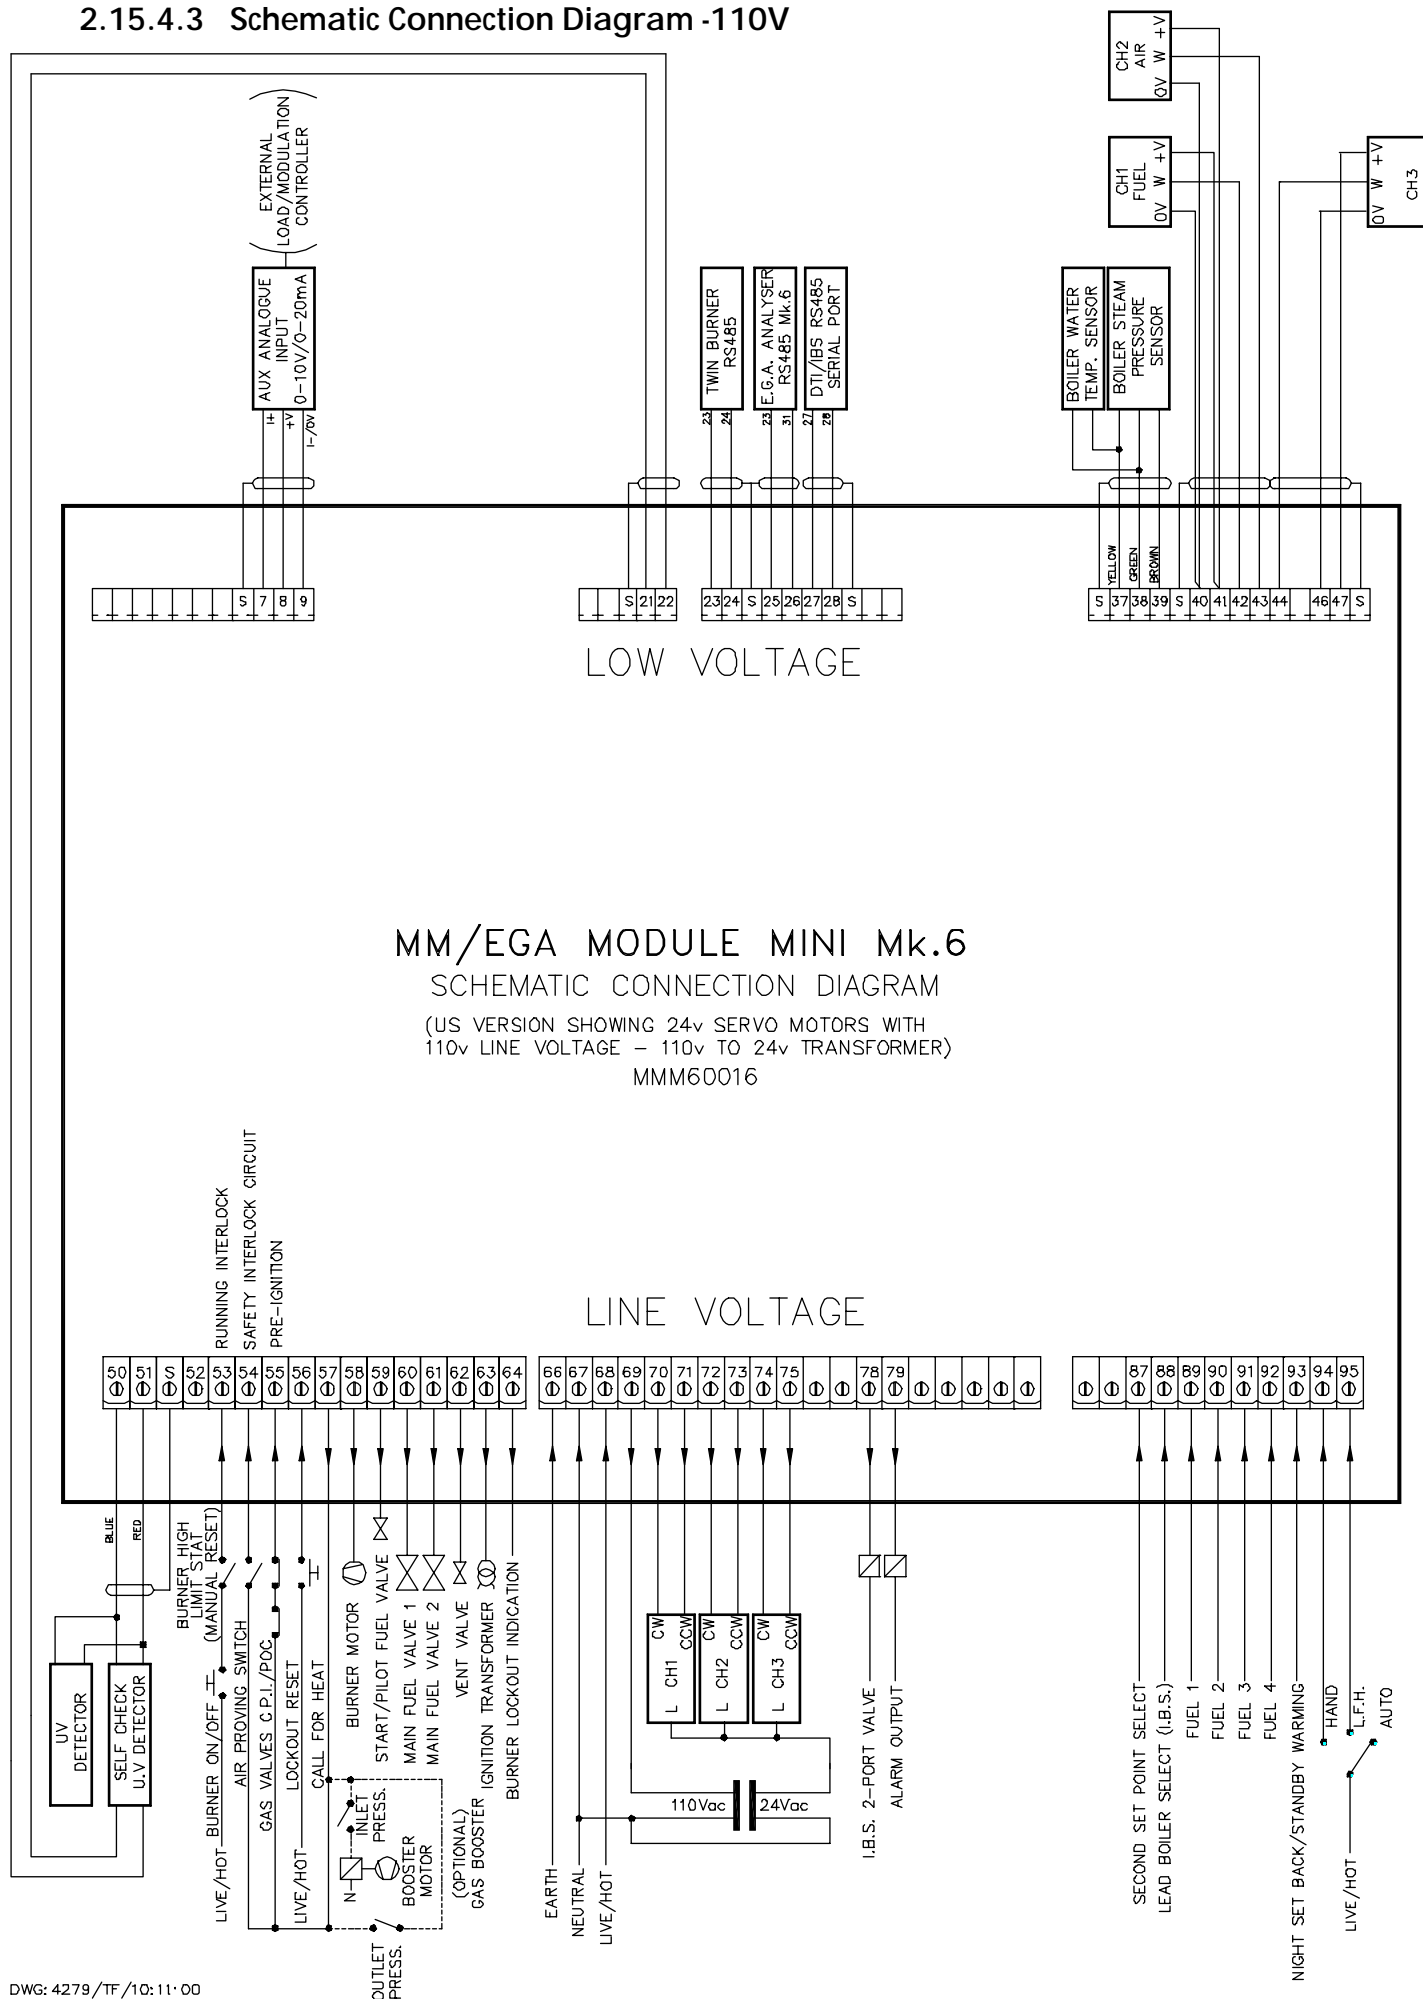 2.15.4.3 Schematic Connection Diagram -110V
CH2
AIR
0V W +V
CH1
FUEL
0V W +V
CH3
0V W +V
EXTERNAL
LOAD/MODULATION
CONTROLLER
AUX ANALOGUE
INPUT
0-10V/0-20mA
I+
+V
I-/0V
TWIN BURNER
RS485
23
24
E.G.A. ANALYSER
RS485 Mk.6
23
31
DTI/IBS RS485
SERIAL PORT
27
28
BOILER WATER
TEMP. SENSOR
BOILER STEAM
PRESSURE
SENSOR
YELLOW
GREEN
BROWN
S 7 8 9
S 21 22
23 24 S 25 26 27 28 S
S 37 38 39 S 40 41 42 43 44 46 47 S
LOW VOLTAGE
MM/EGA MODULE MINI Mk.6
SCHEMATIC CONNECTION DIAGRAM
(US VERSION SHOWING 24v SERVO MOTORS WITH
110v LINE VOLTAGE - 110v TO 24v TRANSFORMER)
MMM60016
RUNNING INTERLOCK
SAFETY INTERLOCK CIRCUIT
PRE-IGNITION
LINE VOLTAGE
50 51 S 52 53 54 55 56 57 58 59 60 61 62 63 64
66 67 68 69 70 71 72 73 74 75 78 79
87 88 89 90 91 92 93 94 95
BLUE
RED
UV
DETECTOR
SELF CHECK
U.V DETECTOR
BURNER HIGH
LIMIT STAT
(MANUAL RESET)
LIVE/HOT
BURNER ON/OFF
AIR PROVING SWITCH
GAS VALVES C.P.I./POC
LOCKOUT RESET
LIVE/HOT
CALL FOR HEAT
BURNER MOTOR
START/PILOT FUEL VALVE
MAIN FUEL VALVE 1
MAIN FUEL VALVE 2
VENT VALVE
IGNITION TRANSFORMER
BURNER LOCKOUT INDICATION
INLET
PRESS.
N
BOOSTER
MOTOR
(OPTIONAL)
GAS BOOSTER
OUTLET
PRESS.
EARTH
NEUTRAL
LIVE/HOT
CW
CCW
L CH1
CW
CCW
L CH2
CW
CCW
L CH3
110Vac
24Vac
I.B.S. 2-PORT VALVE
ALARM OUTPUT
SECOND SET POINT SELECT
LEAD BOILER SELECT (I.B.S.)
FUEL 1
FUEL 2
FUEL 3
FUEL 4
NIGHT SET BACK/STANDBY WARMING
HAND
L.F.H.
AUTO
LIVE/HOT
DWG: 4279/TF/10:11:00